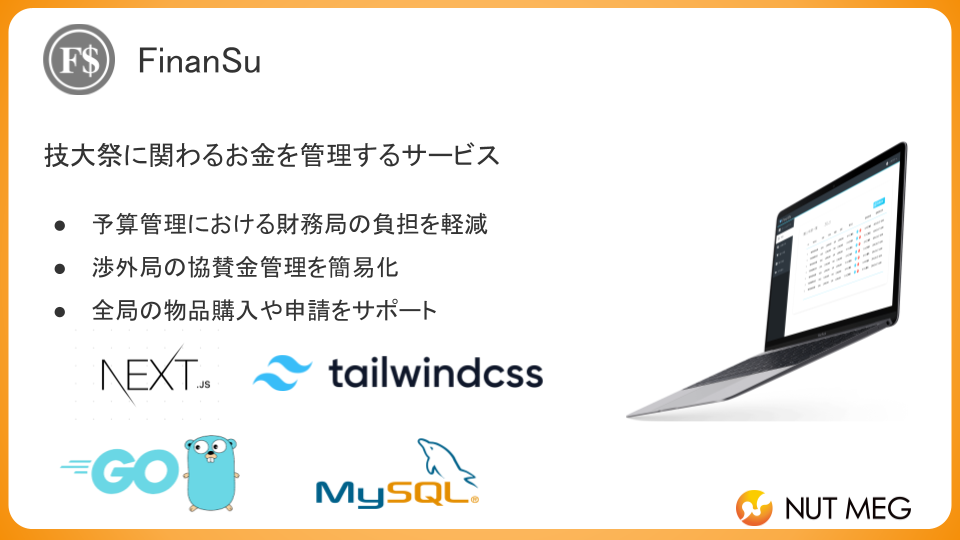 F$
FinanSu
技大祭に関わるお金を管理するサービス
● 予算管理における財務局の負担を軽減
● 渉外局の協賛金管理を簡易化
● 全局の物品購入や申請をサポート
NEXT.JS
tailwindcss
GO
MySQL®
NUT MEG